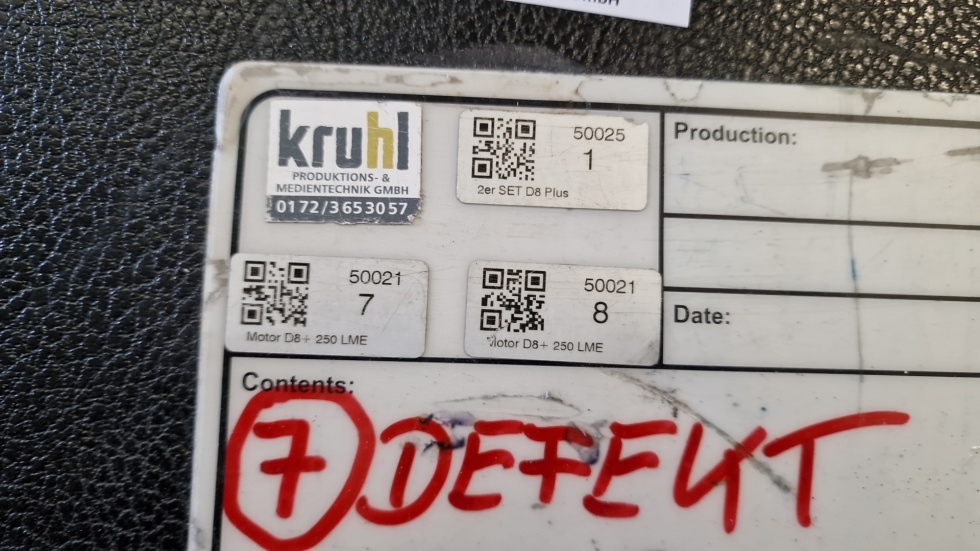 kruhl
PRODUKTIONS- &
MEDIENTECHNIK GMBH
0172/3653057
50025
1
2er SET D8 Plus
Production:
50021
7
Motor D8+ 250 LME
50021
8
Motor D8+ 250 LME
Date:
Contents:
7 DEFEKT